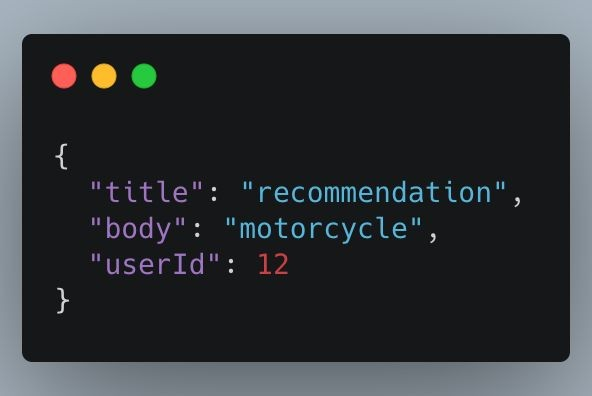 {
  "title": "recommendation",
  "body": "motorcycle",
  "userId": 12
}